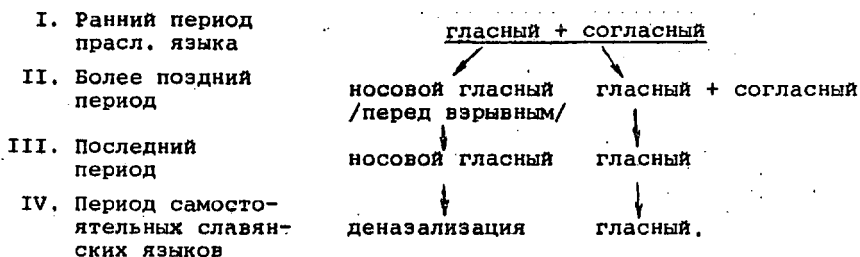 I. Ранний период гласный + согласный
прасл. языка
II. Более поздний носовой гласный гласный + согласный
период /перед взрывным/
III. Последний носовой гласный гласный
период
IV. Период самосто-
ятельных славян- деназализация гласный.
ских языков